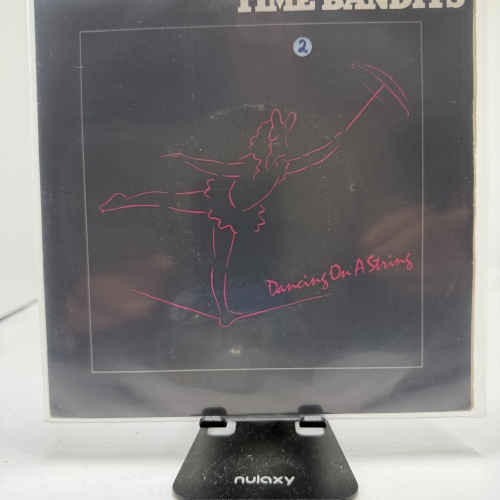 TIME BANDITS
2
Dancing On A String
nulaxy